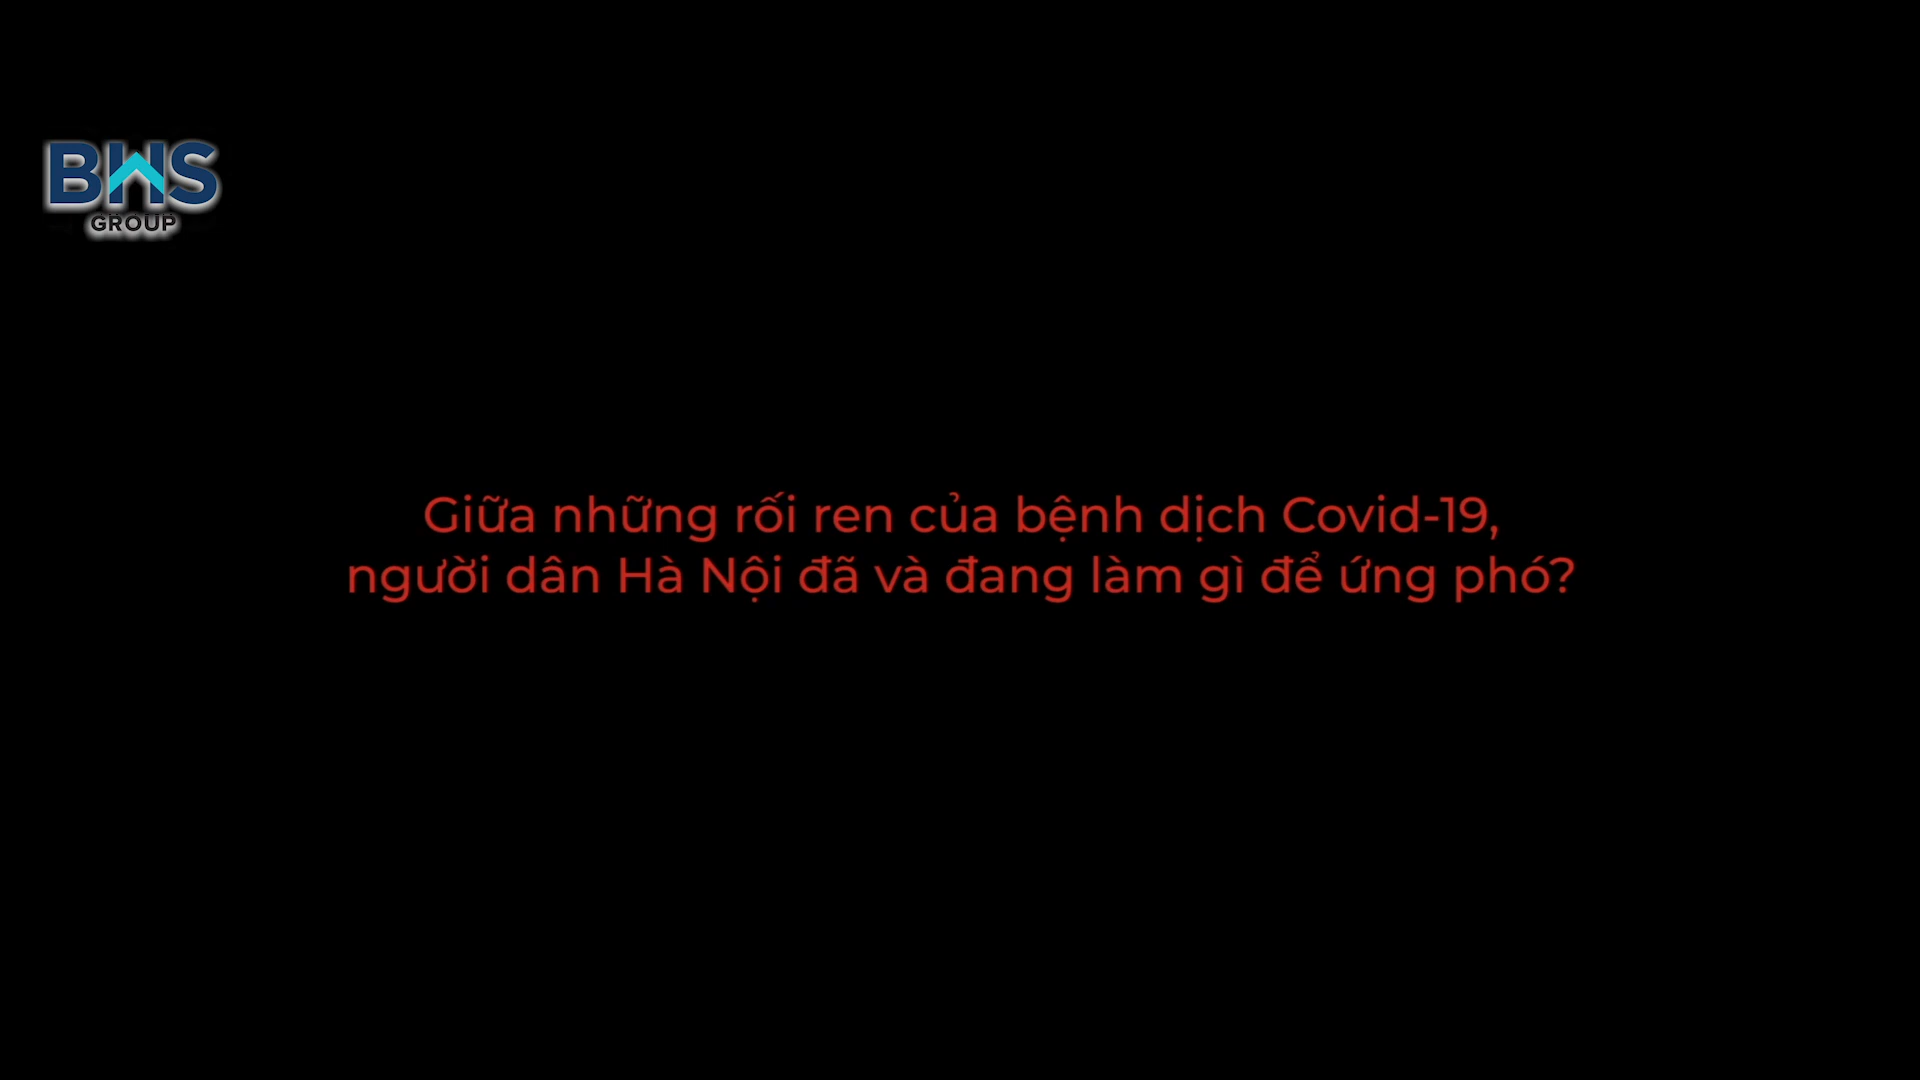 BHS
GROUP
Giữa những rối ren của bệnh dịch Covid-19,
người dân Hà Nội đã và đang làm gì để ứng phó?